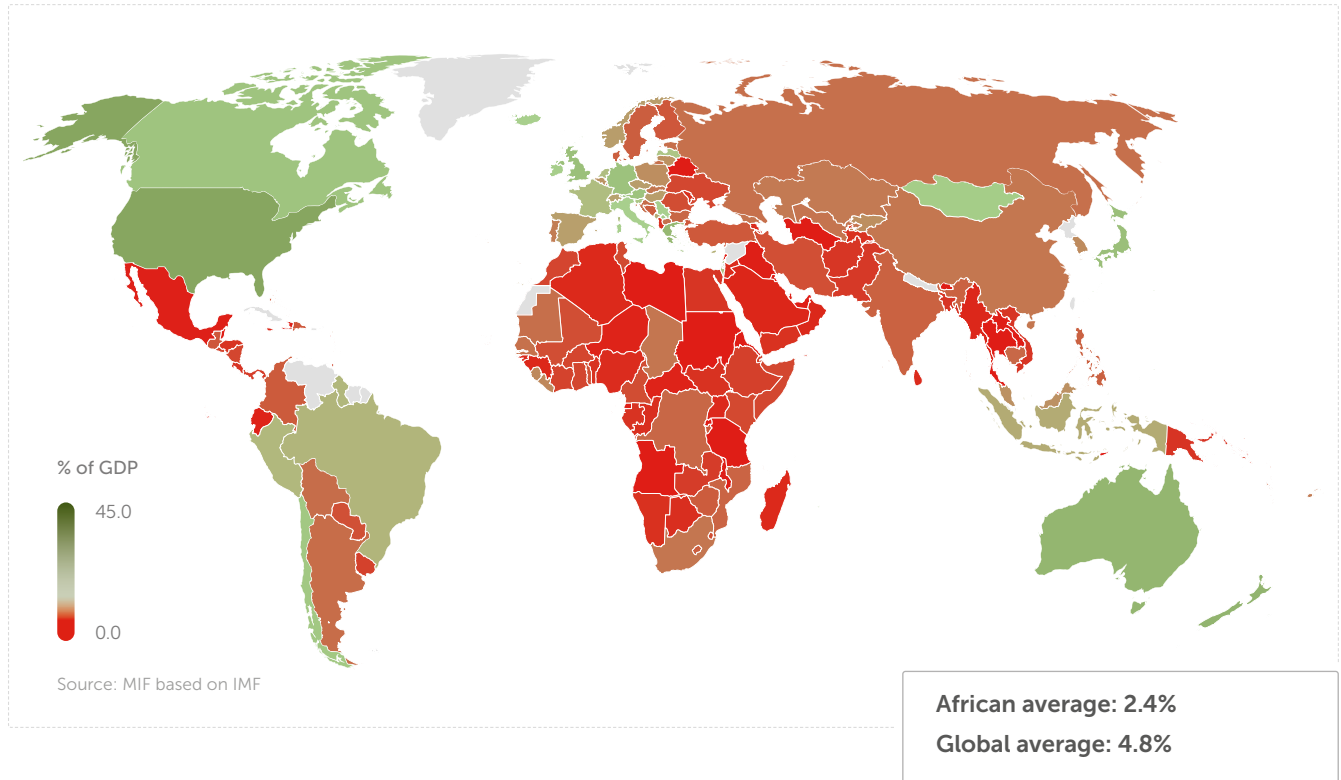 % of GDP
45.0
0.0
Source: MIF based on IMF
African average: 2.4%
Global average: 4.8%